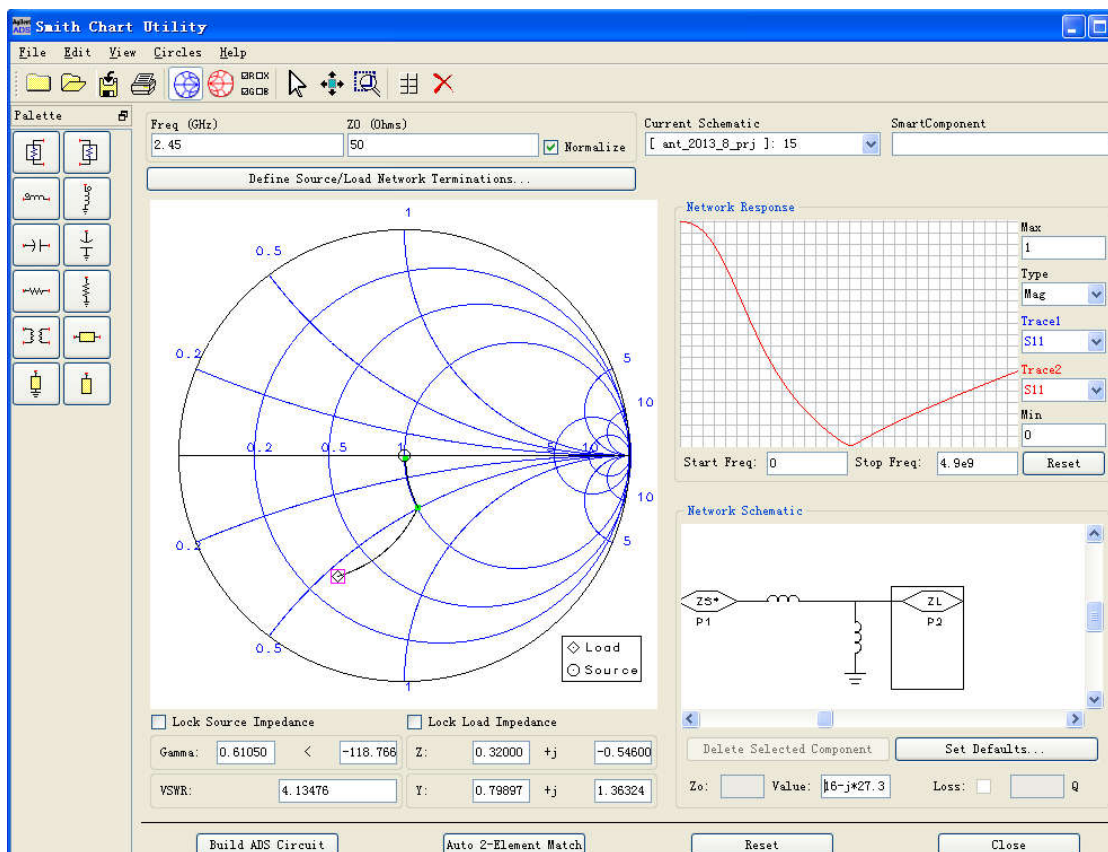 Agilent
ADS
Smith Chart Utility
File Edit View Circles Help
Palette
Freq (GHz)
2.45
Z0 (Ohms)
50
Normalize
Current Schematic
[ ant_2013_8_prj ]: 15
SmartComponent
Define Source/Load Network Terminations...
1
0.5
0.2
5
10
0.2 0.5 1 5 10
10
0.2
5
0.5
1
Load
Source
Network Response
Max
1
Type
Mag
Trace1
S11
Trace2
S11
Min
0
Start Freq: 0 Stop Freq: 4.9e9 Reset
Network Schematic
ZS*
P1
ZL
P2
Lock Source Impedance Lock Load Impedance
Gamma: 0.61050 < -118.766 Z: 0.32000 +j -0.54600
VSWR: 4.13476 Y: 0.79897 +j 1.36324
Delete Selected Component Set Defaults...
Zo: Value: 16-j*27.3 Loss: Q
Build ADS Circuit Auto 2-Element Match Reset Close